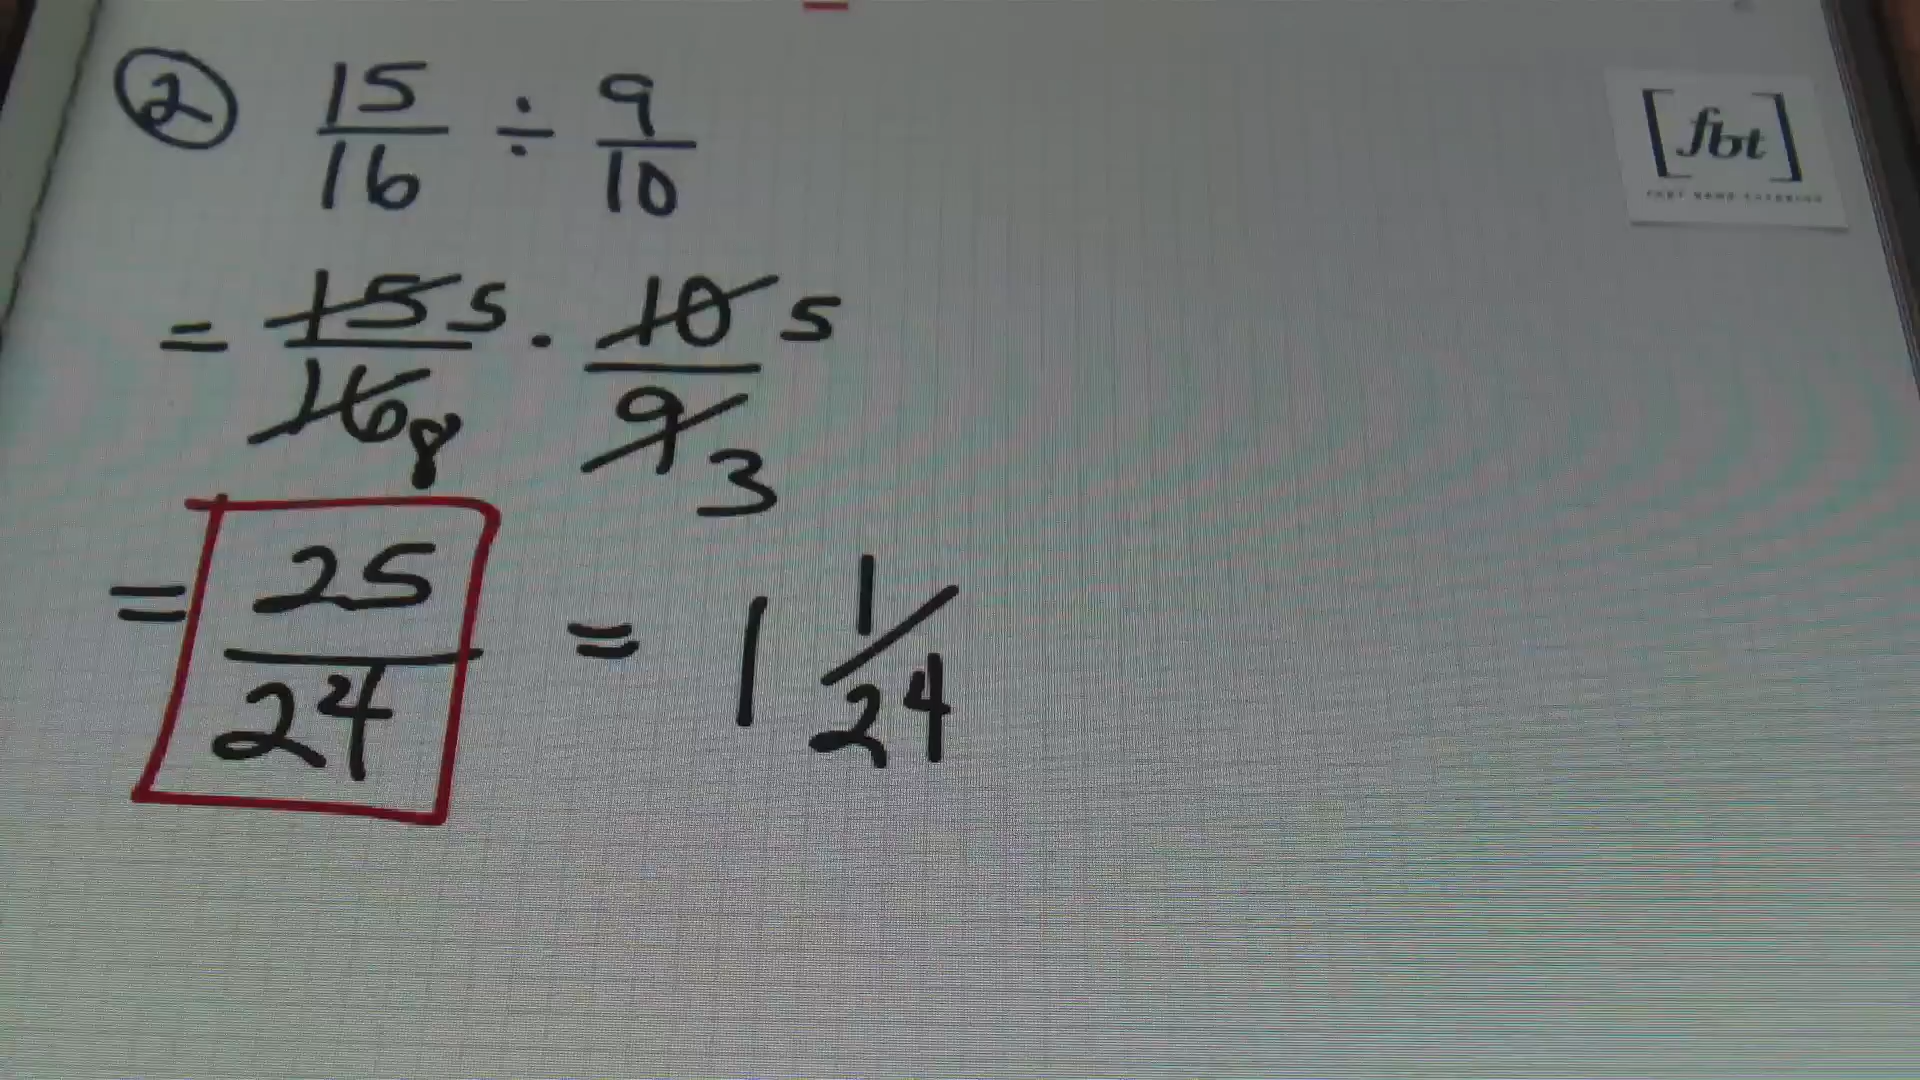 ② 15/16 ÷ 9/10
= 15 5/16 8 · 10 5/9 3
= 25/24 = 1 1/24
[fbt]